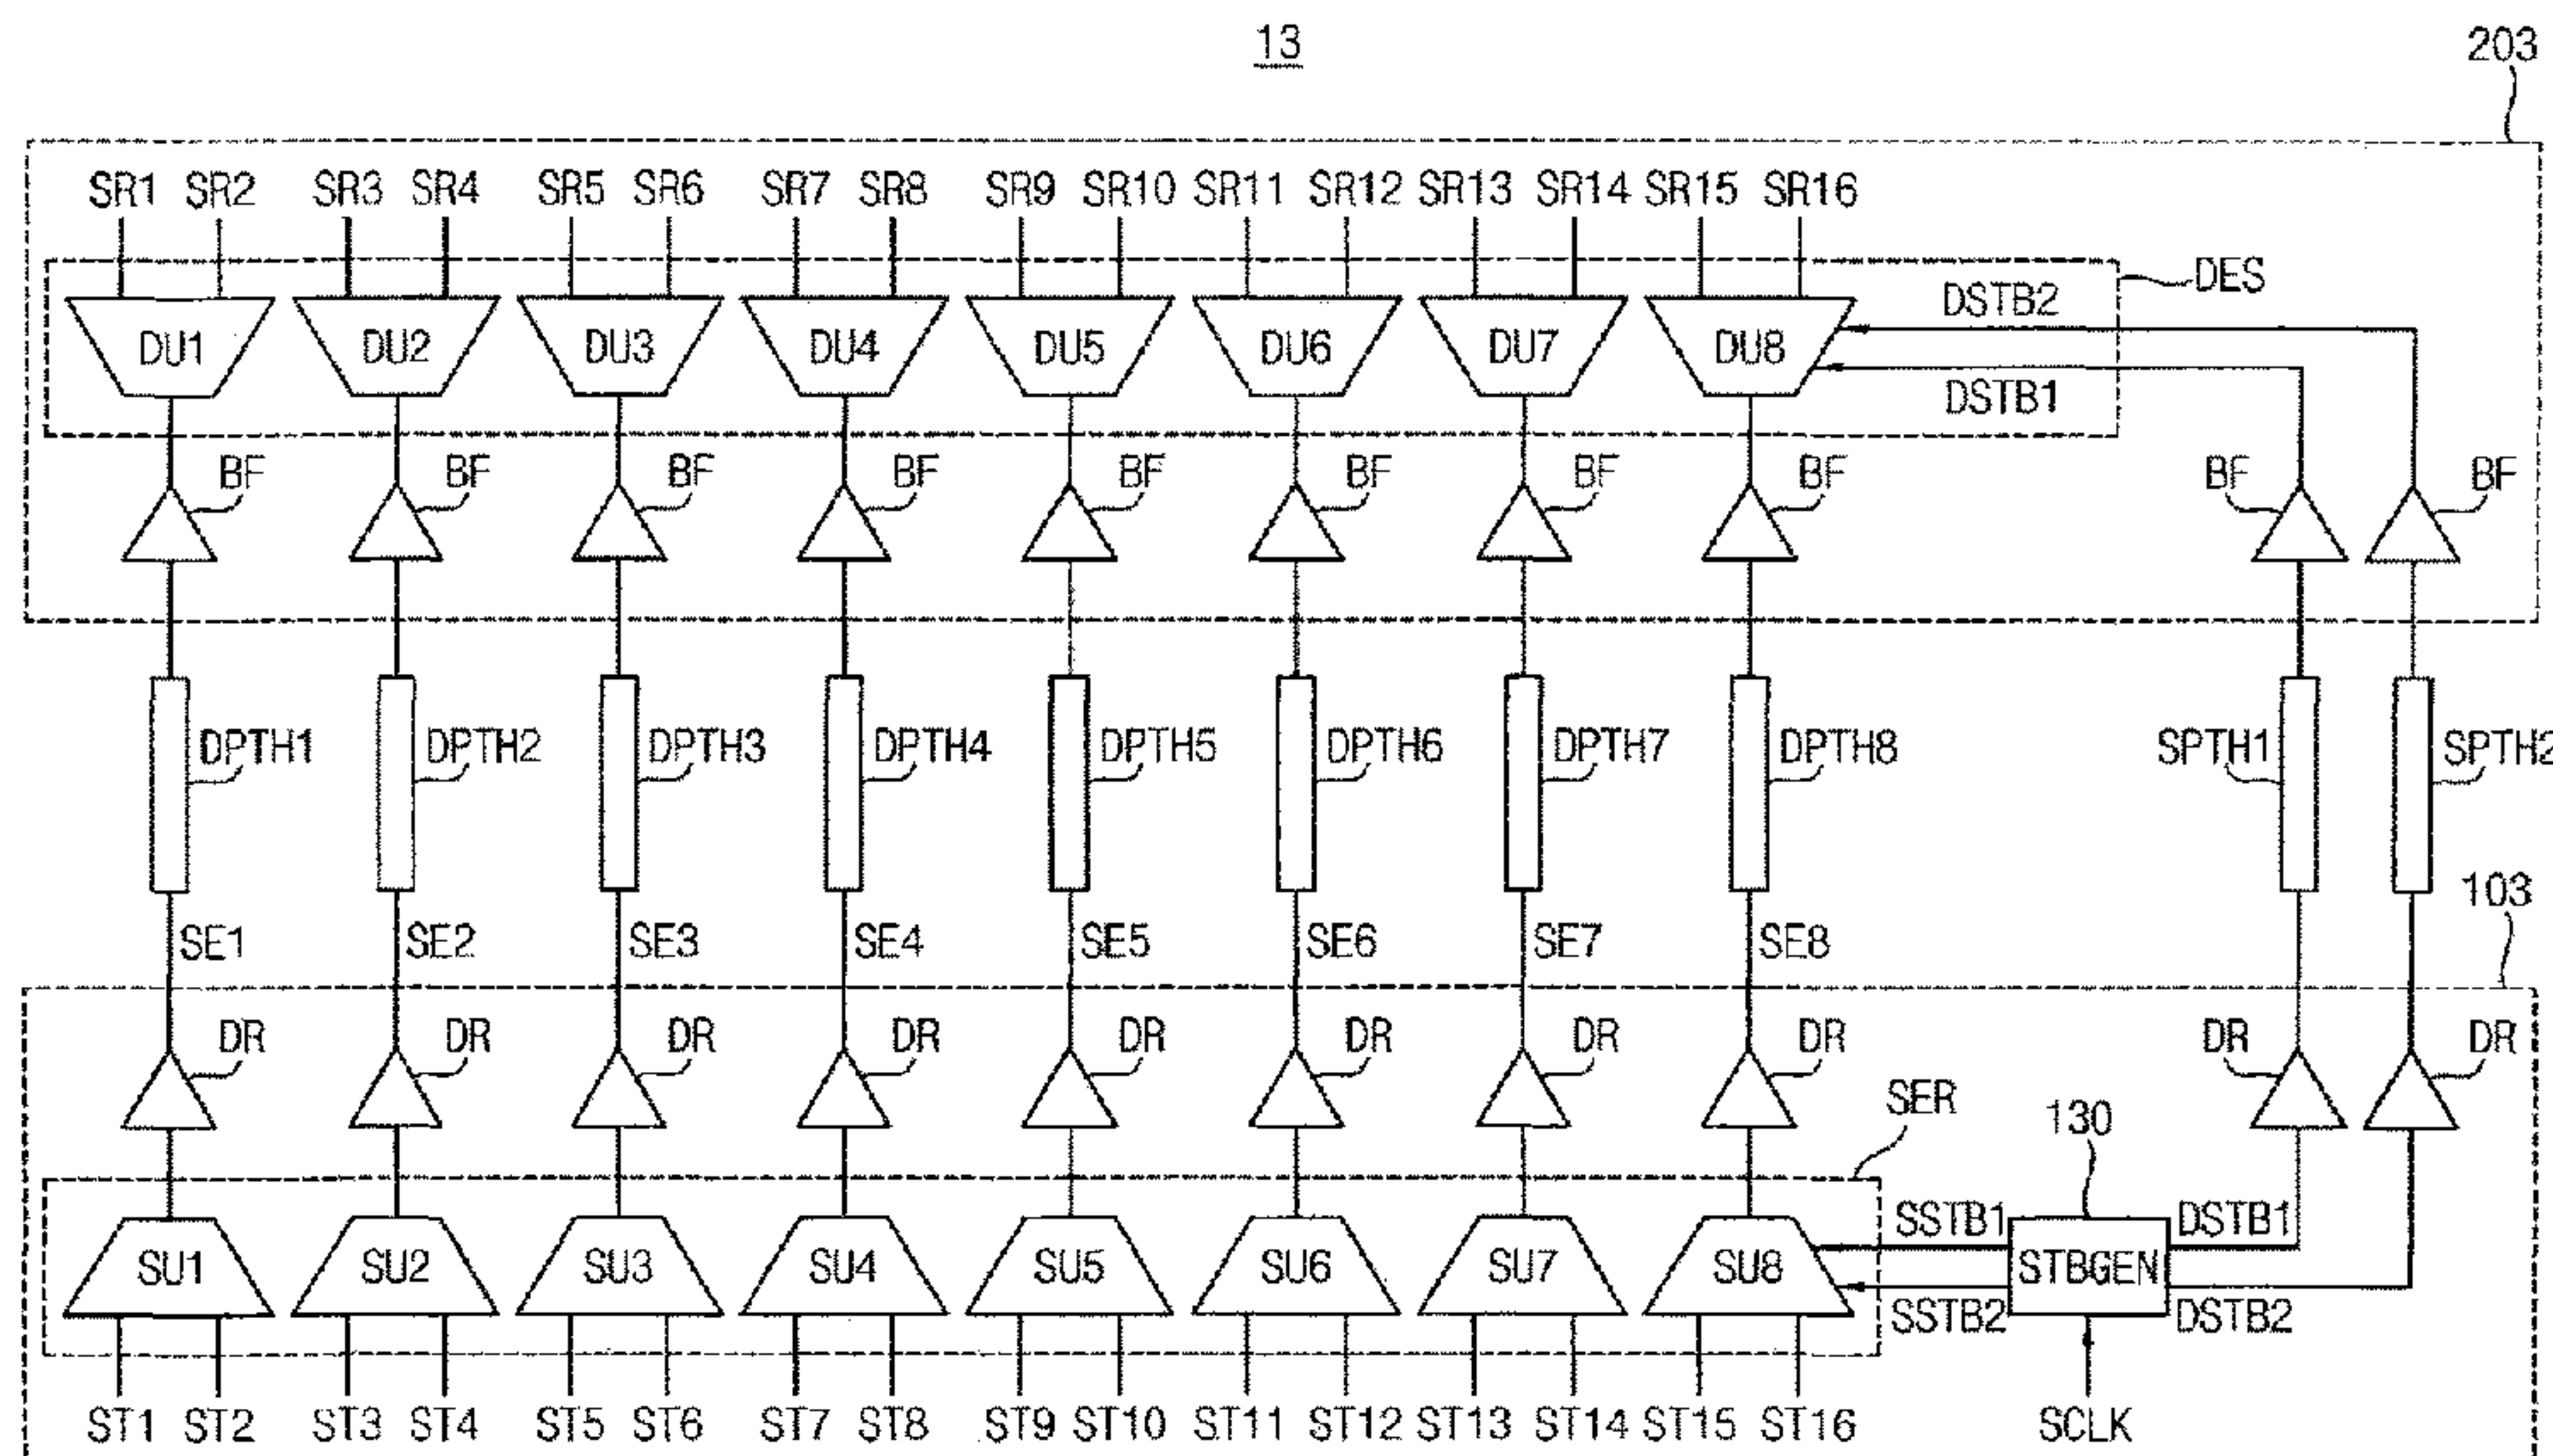 13
203
SR1 SR2 SR3 SR4 SR5 SR6 SR7 SR8 SR9 SR10 SR11 SR12 SR13 SR14 SR15 SR16
DES
DSTB2
DU1 DU2 DU3 DU4 DU5 DU6 DU7 DU8
DSTB1
BF BF BF BF BF BF BF BF BF BF
DPTH1 DPTH2 DPTH3 DPTH4 DPTH5 DPTH6 DPTH7 DPTH8 SPTH1 SPTH2
103
SE1 SE2 SE3 SE4 SE5 SE6 SE7 SE8
DR DR DR DR DR DR DR DR DR DR
SER
130
SSTB1 DSTB1
SU1 SU2 SU3 SU4 SU5 SU6 SU7 SU8 STBGEN
SSTB2 DSTB2
ST1 ST2 ST3 ST4 ST5 ST6 ST7 ST8 ST9 ST10 ST11 ST12 ST13 ST14 ST15 ST16 SCLK